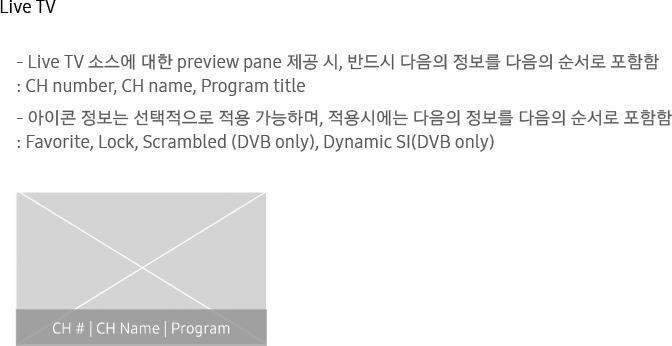 Live TV
- Live TV 소스에 대한 preview pane 제공 시, 반드시 다음의 정보를 다음의 순서로 포함함
: CH number, CH name, Program title
- 아이콘 정보는 선택적으로 적용 가능하며, 적용시에는 다음의 정보를 다음의 순서로 포함함
: Favorite, Lock, Scrambled (DVB only), Dynamic SI(DVB only)
CH # | CH Name | Program